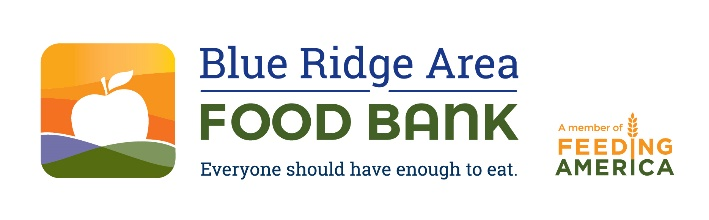 Blue Ridge Area
FOOD BANK
Everyone should have enough to eat.
A member of
FEEDING
AMERICA